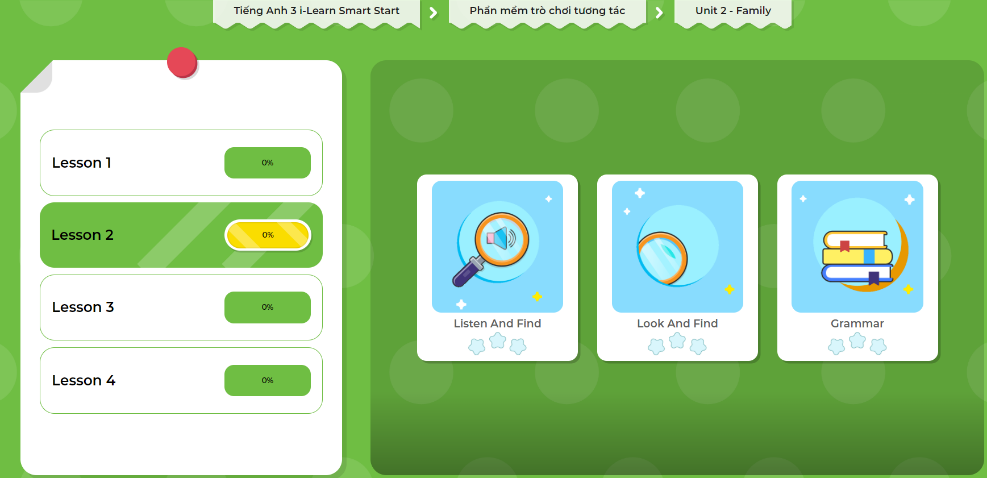 Tiếng Anh 3 i-Learn Smart Start
Phần mềm trò chơi tương tác
Unit 2 - Family
Lesson 1
0%
Lesson 2
0%
Lesson 3
0%
Lesson 4
0%
Listen And Find
Look And Find
Grammar